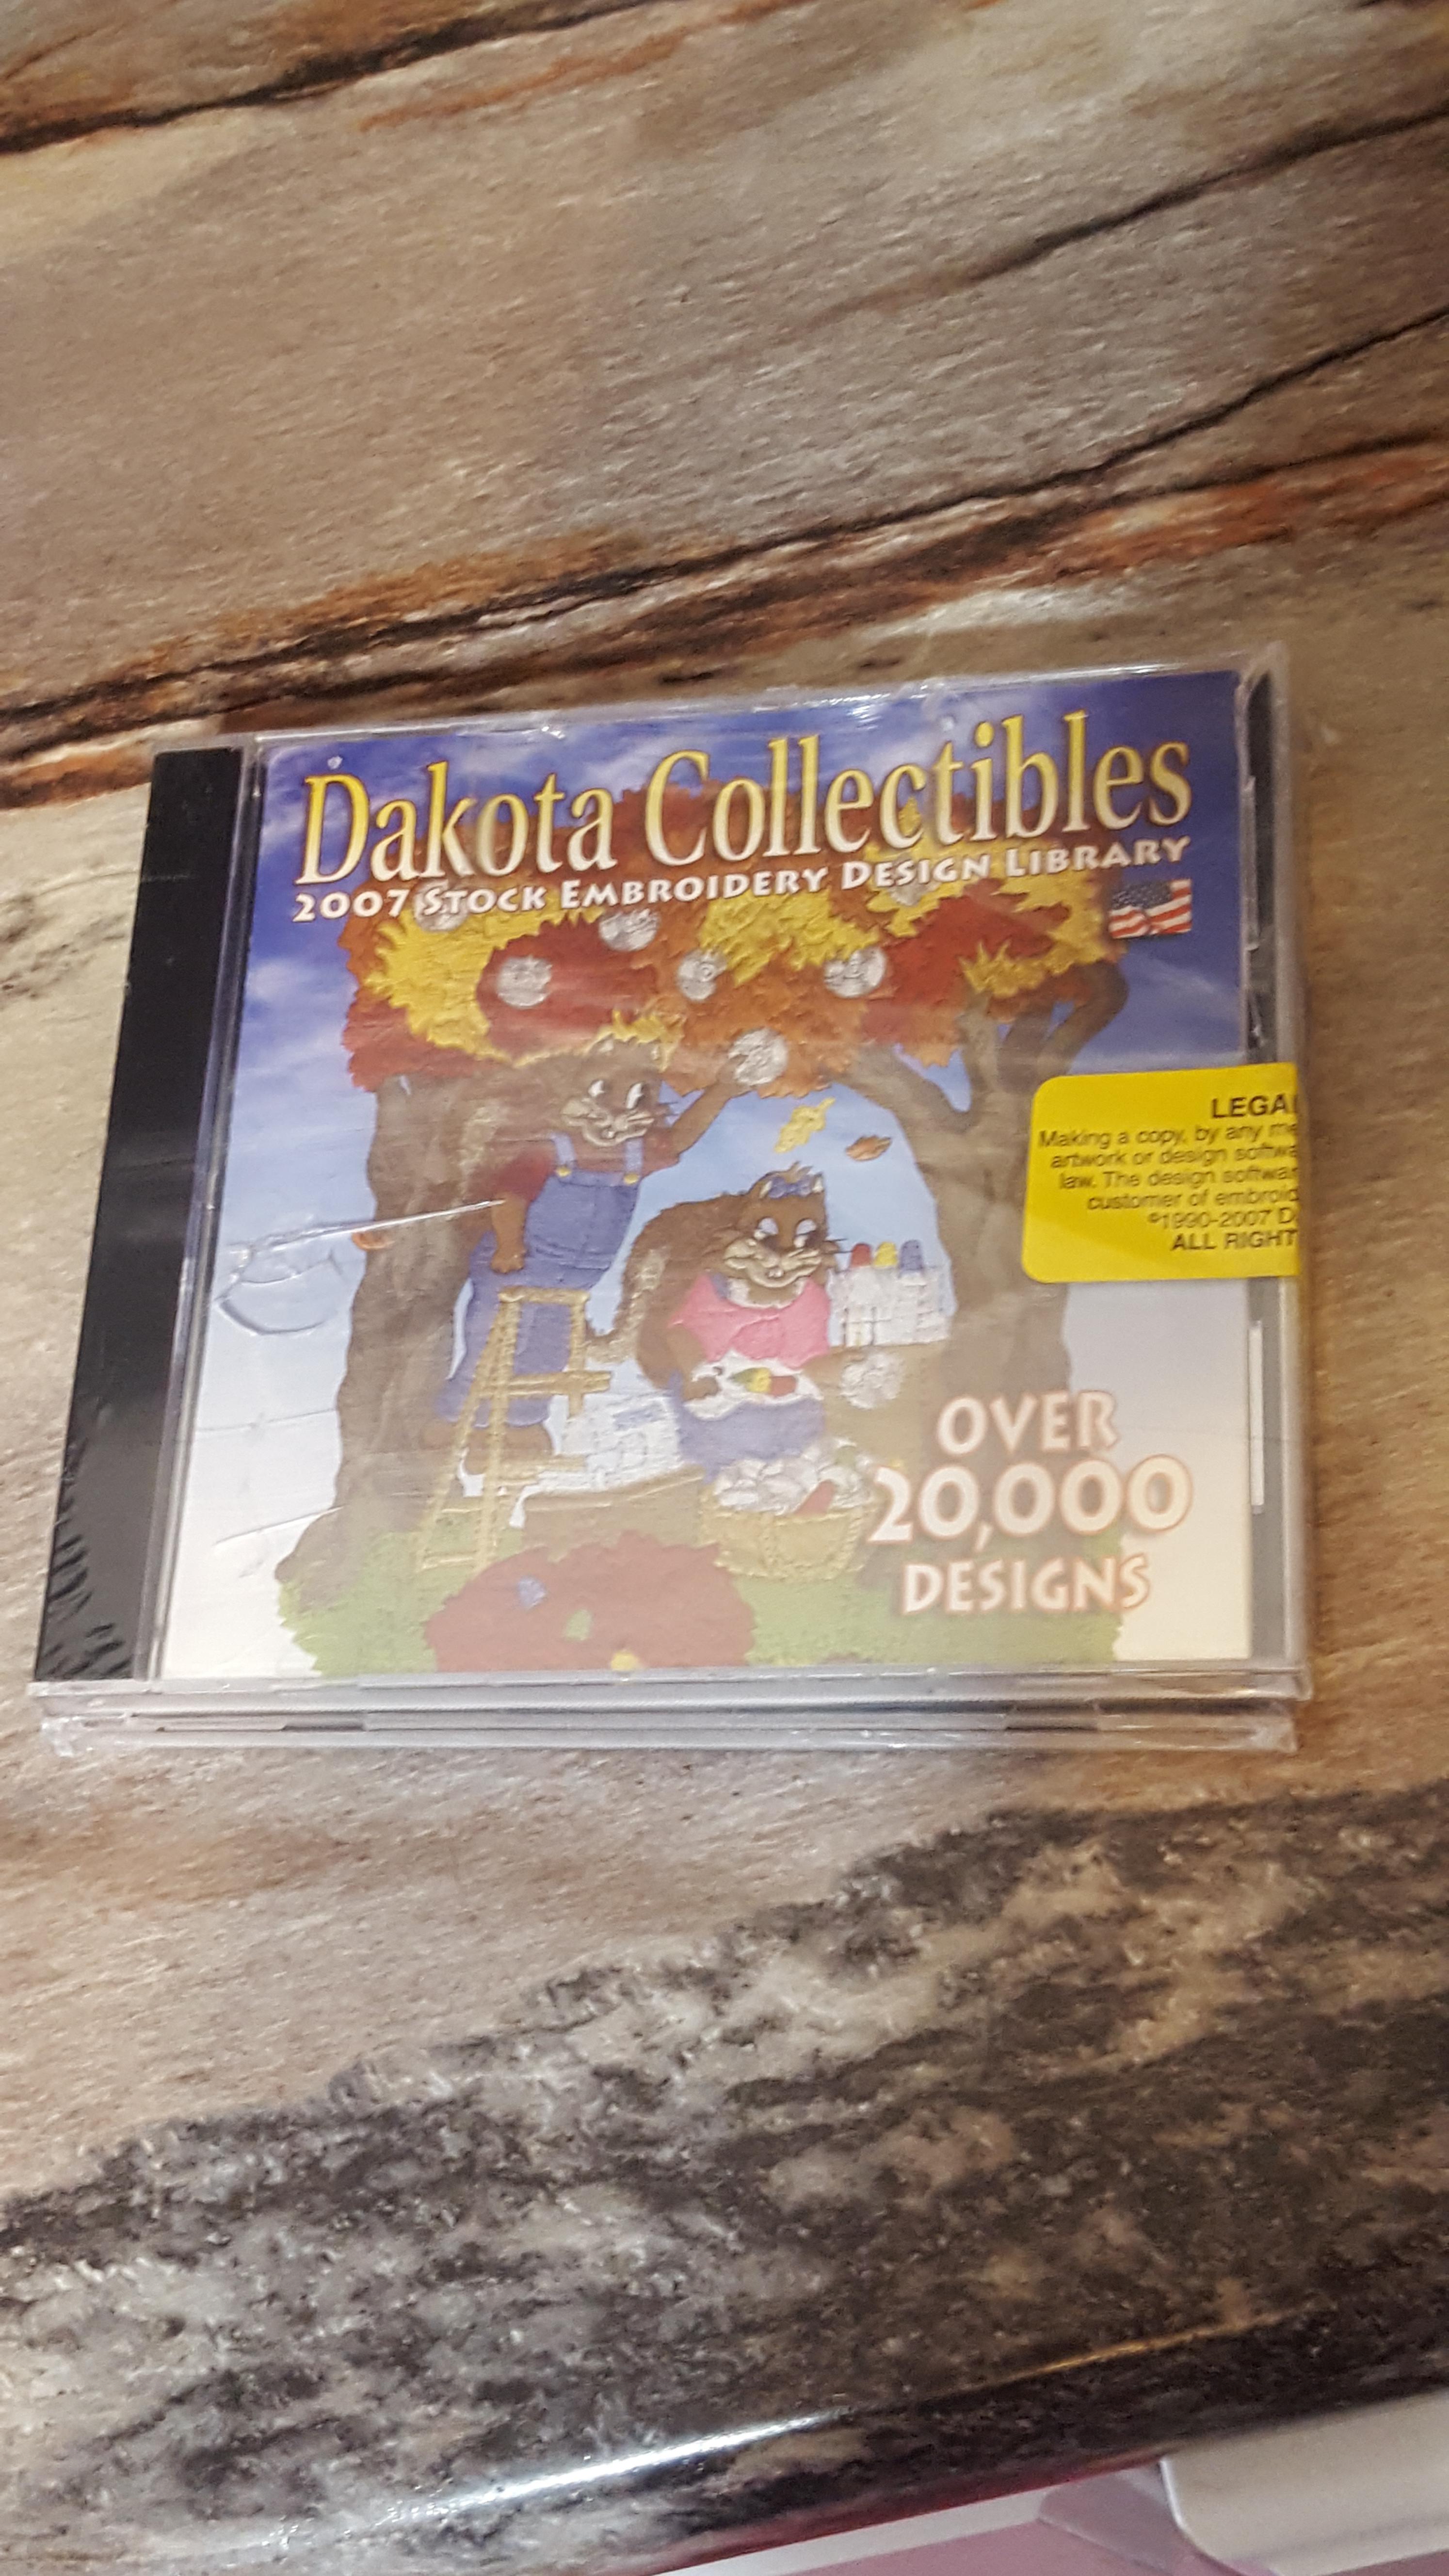 Dakota Collectibles
2007 STOCK EMBROIDERY DESIGN LIBRARY
LEGAL
Making a copy, by any me
artwork or design softwa
law. The design softwar
customer of embroid
©1990-2007 D
ALL RIGHT
OVER
20,000
DESIGNS